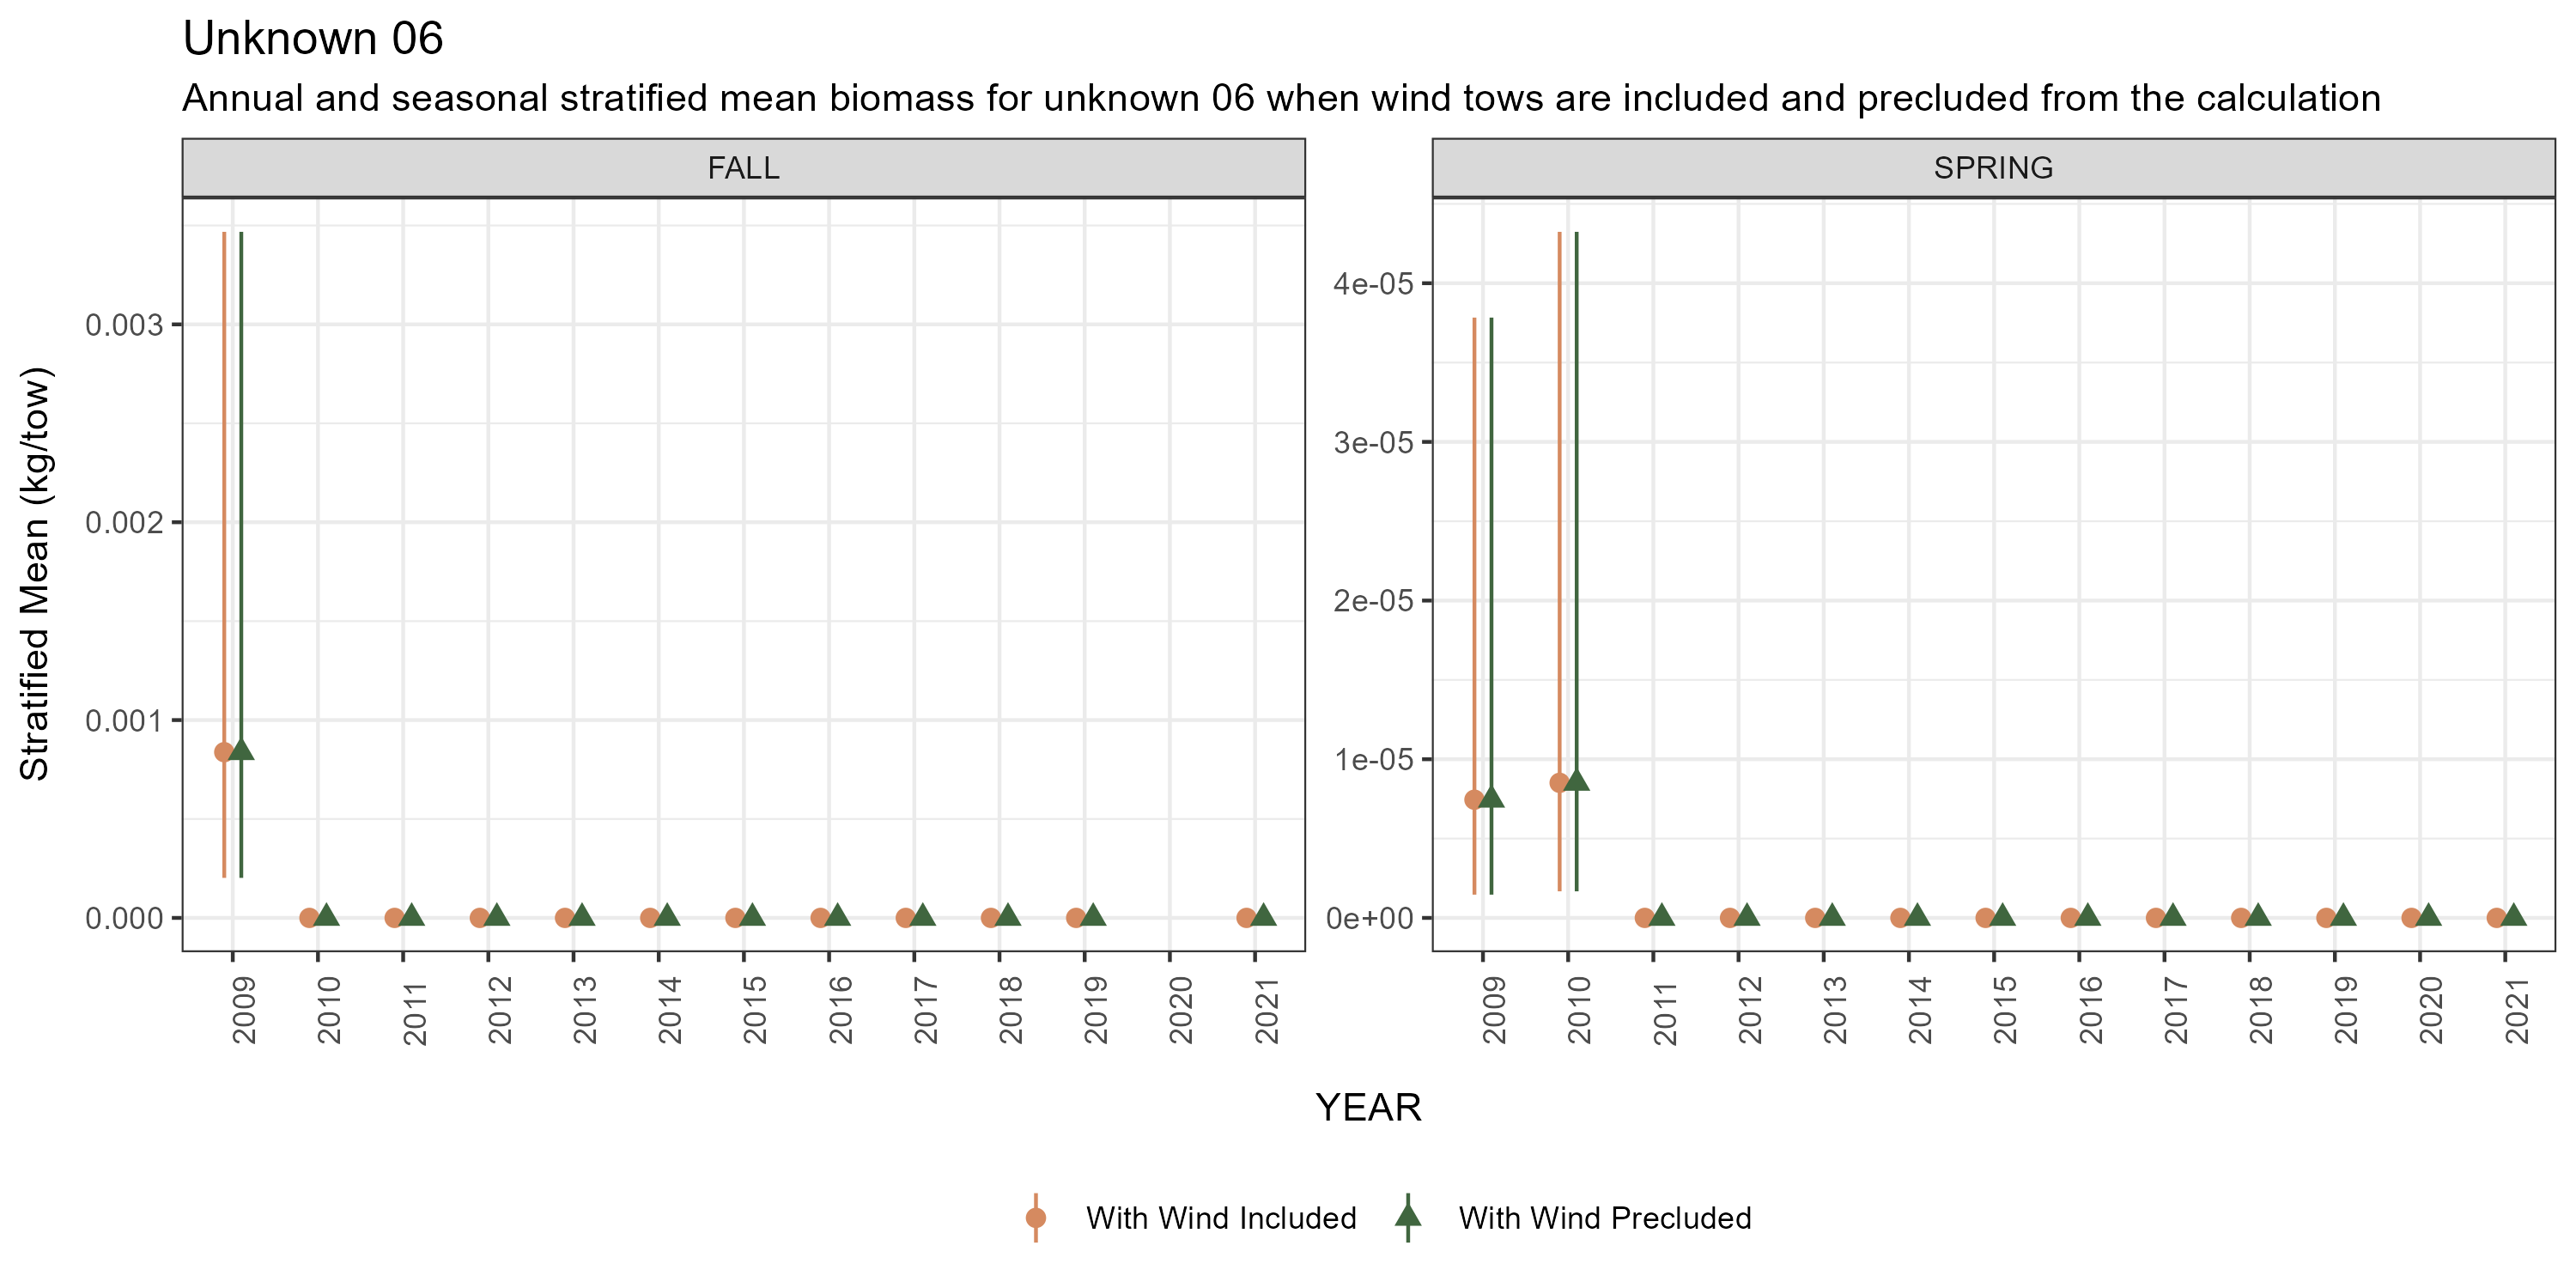 Unknown 06
Annual and seasonal stratified mean biomass for unknown 06 when wind tows are included and precluded from the calculation
FALL
SPRING
Stratified Mean (kg/tow)
0.003
0.002
0.001
0.000
4e-05
3e-05
2e-05
1e-05
0e+00
2009 2010 2011 2012 2013 2014 2015 2016 2017 2018 2019 2020 2021
2009 2010 2011 2012 2013 2014 2015 2016 2017 2018 2019 2020 2021
YEAR
With Wind Included
With Wind Precluded